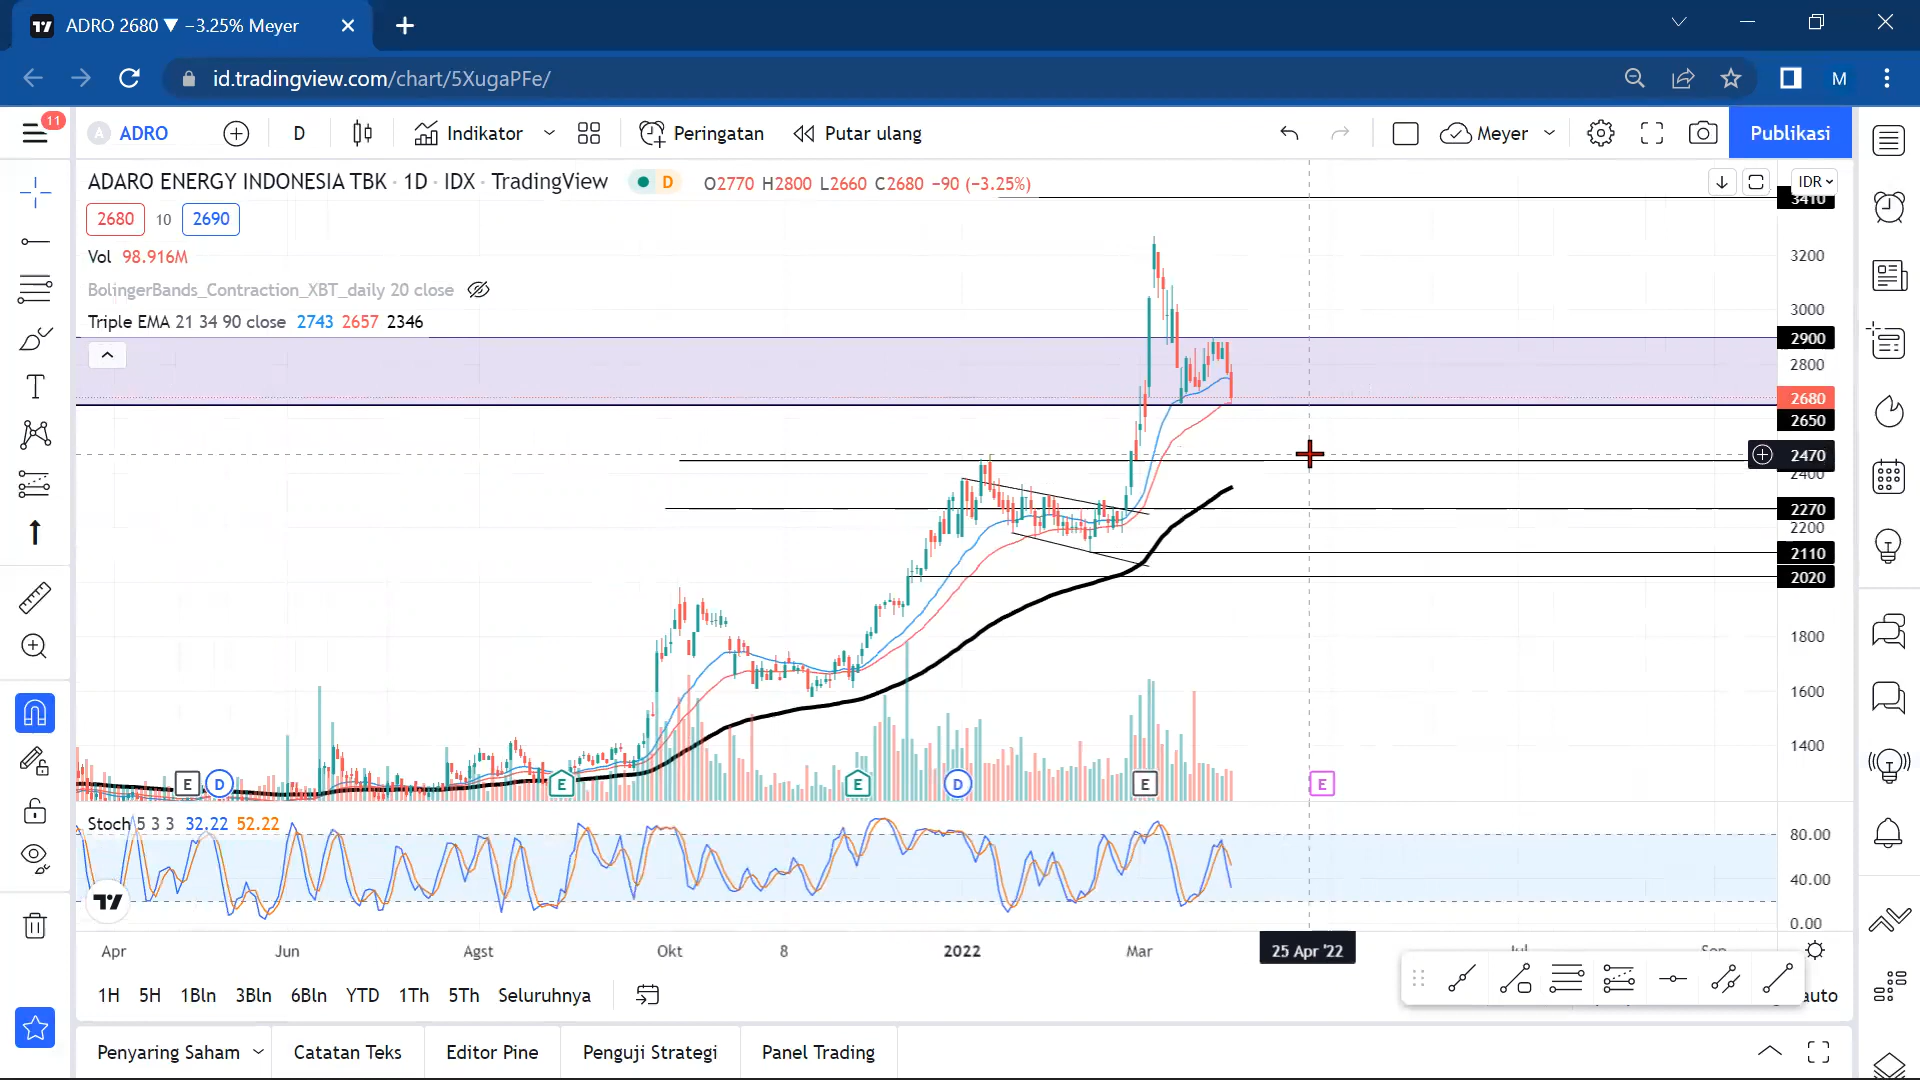 ADRO 2680 ▼ −3.25% Meyer
id.tradingview.com/chart/5XugaPFe/
M
11
A ADRO
D
Indikator
Peringatan
Putar ulang
Meyer
Publikasi
ADARO ENERGY INDONESIA TBK · 1D · IDX · TradingView
D
O2770 H2800 L2660 C2680 −90 (−3.25%)
IDR
2680 10 2690
Vol 98.916M
BolingerBands_Contraction_XBT_daily 20 close
Triple EMA 21 34 90 close 2743 2657 2346
3410
3200
3000
2900
2800
2680
2650
2470
2400
2270
2200
2110
2020
1800
1600
1400
E D E E D E E
Stoch 5 3 3 32.22 52.22
80.00
40.00
0.00
Apr Jun Agst Okt 8 2022 Mar 25 Apr '22
1H 5H 1Bln 3Bln 6Bln YTD 1Th 5Th Seluruhnya
auto
Penyaring Saham Catatan Teks Editor Pine Penguji Strategi Panel Trading